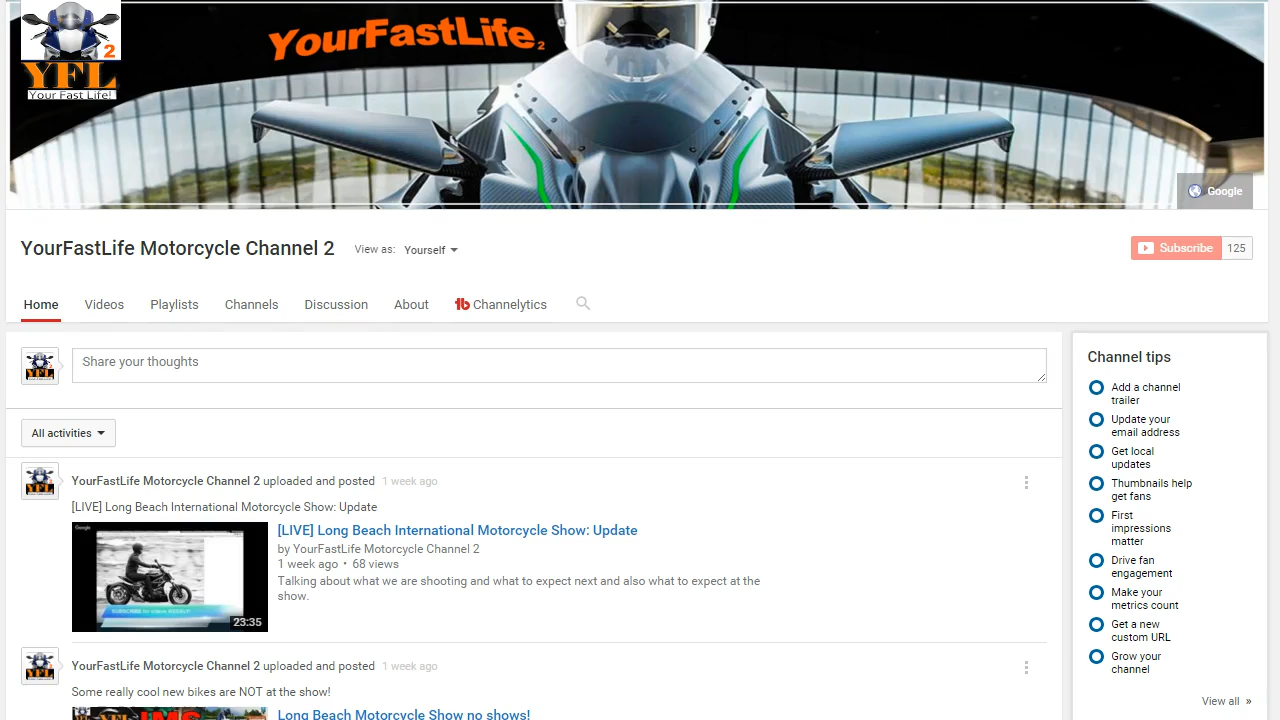 2
YFL
Your Fast Life!
YourFastLife 2
Google
YourFastLife Motorcycle Channel 2
View as: Yourself
Subscribe 125
Home Videos Playlists Channels Discussion About Channelytics
Share your thoughts
All activities
YourFastLife Motorcycle Channel 2 uploaded and posted 1 week ago
[LIVE] Long Beach International Motorcycle Show: Update
Google
23:35
[LIVE] Long Beach International Motorcycle Show: Update
by YourFastLife Motorcycle Channel 2
1 week ago • 68 views
Talking about what we are shooting and what to expect next and also what to expect at the
show.
YourFastLife Motorcycle Channel 2 uploaded and posted 1 week ago
Some really cool new bikes are NOT at the show!
Long Beach Motorcycle Show no shows!
Channel tips
Add a channel
trailer
Update your
email address
Get local
updates
Thumbnails help
get fans
First
impressions
matter
Drive fan
engagement
Make your
metrics count
Get a new
custom URL
Grow your
channel
View all »